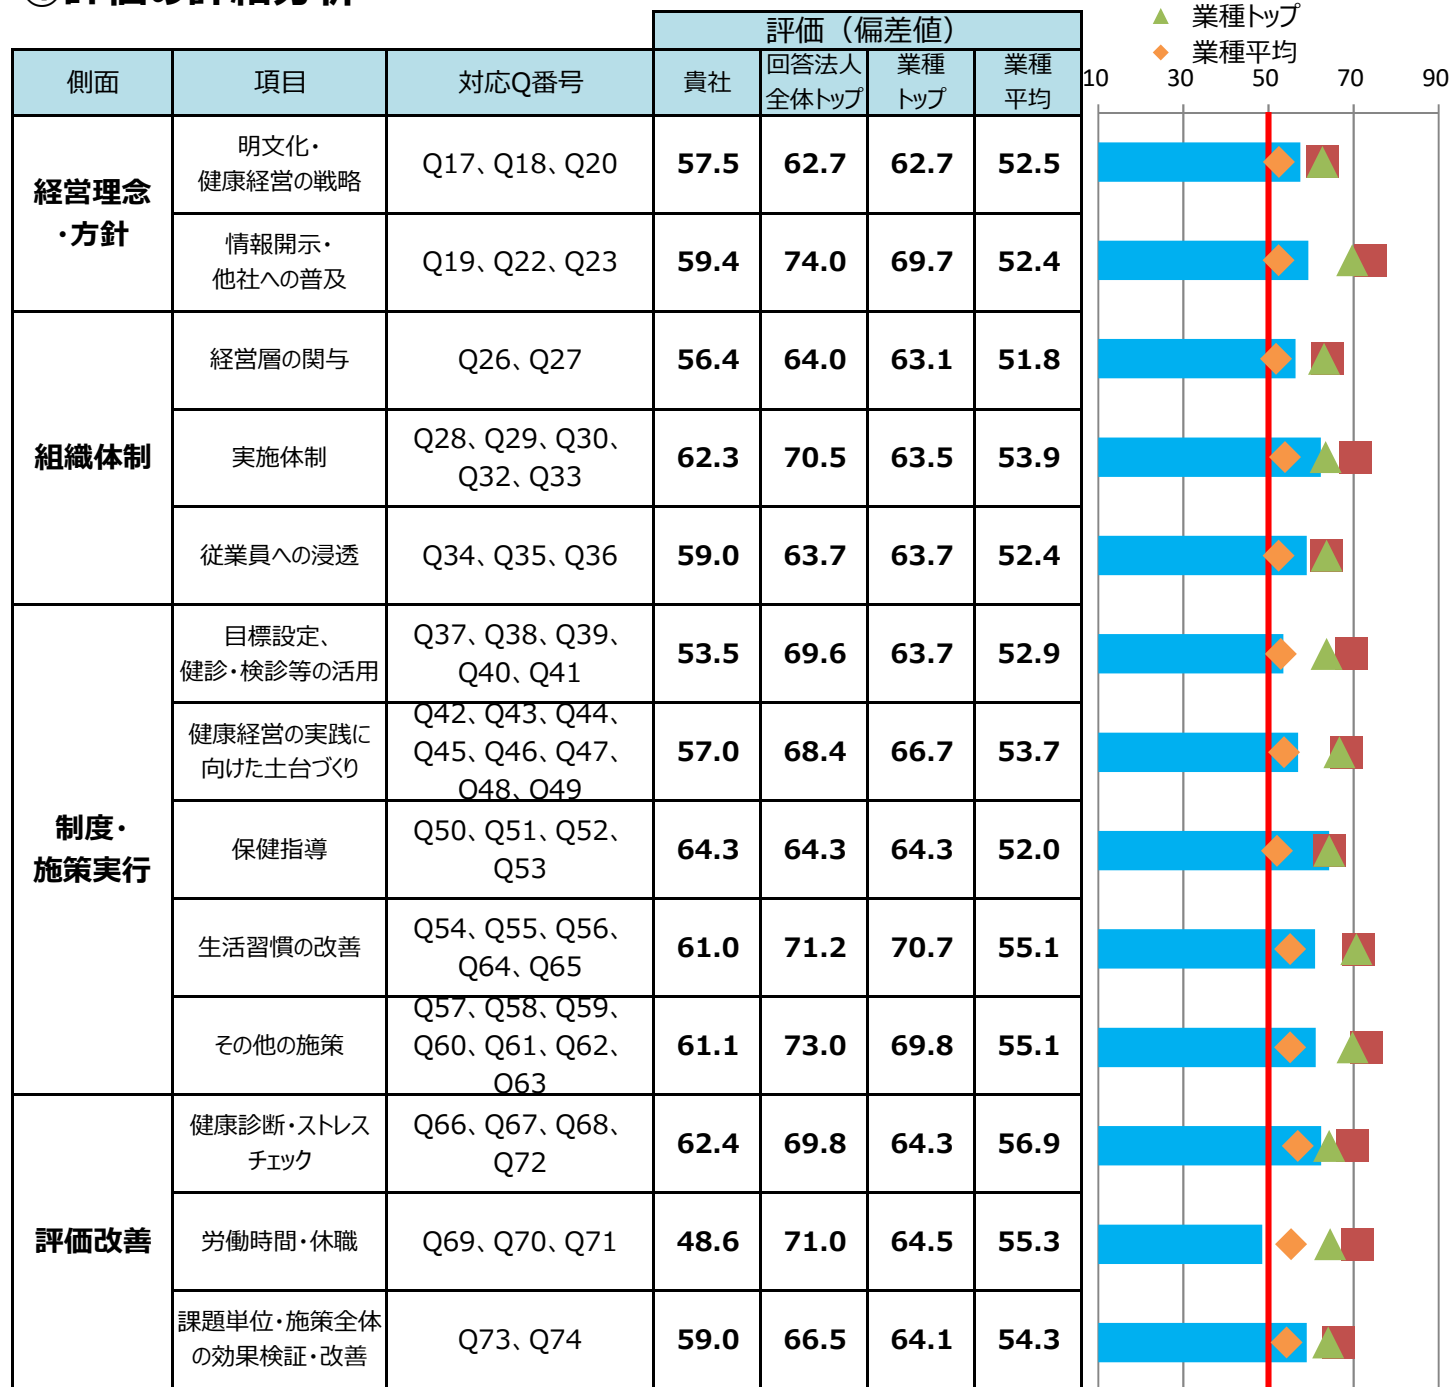 ①評価の詳細分析
業種トップ
業種平均
評価（偏差値）
側面 項目 対応Q番号 貴社 回答法人全体トップ 業種トップ 業種平均
10 30 50 70 90
経営理念
・方針
明文化・
健康経営の戦略
Q17、Q18、Q20 57.5 62.7 62.7 52.5
情報開示・
他社への普及
Q19、Q22、Q23 59.4 74.0 69.7 52.4
組織体制
経営層の関与 Q26、Q27 56.4 64.0 63.1 51.8
実施体制
Q28、Q29、Q30、
Q32、Q33
62.3 70.5 63.5 53.9
従業員への浸透 Q34、Q35、Q36 59.0 63.7 63.7 52.4
制度・
施策実行
目標設定、
健診・検診等の活用
Q37、Q38、Q39、
Q40、Q41
53.5 69.6 63.7 52.9
健康経営の実践に
向けた土台づくり
Q42、Q43、Q44、
Q45、Q46、Q47、
Q48、Q49
57.0 68.4 66.7 53.7
保健指導
Q50、Q51、Q52、
Q53
64.3 64.3 64.3 52.0
生活習慣の改善
Q54、Q55、Q56、
Q64、Q65
61.0 71.2 70.7 55.1
その他の施策
Q57、Q58、Q59、
Q60、Q61、Q62、
Q63
61.1 73.0 69.8 55.1
評価改善
健康診断・ストレス
チェック
Q66、Q67、Q68、
Q72
62.4 69.8 64.3 56.9
労働時間・休職 Q69、Q70、Q71 48.6 71.0 64.5 55.3
課題単位・施策全体
の効果検証・改善
Q73、Q74 59.0 66.5 64.1 54.3